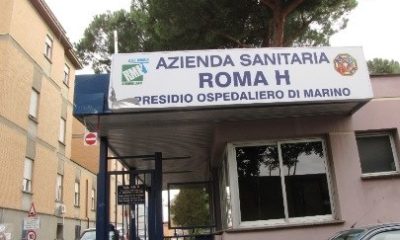 AZIENDA SANITARIA
ROMA H
PRESIDIO OSPEDALIERO DI MARINO